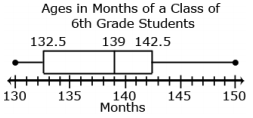 Ages in Months of a Class of
6th Grade Students
132.5 139 142.5
130 135 140 145 150
Months